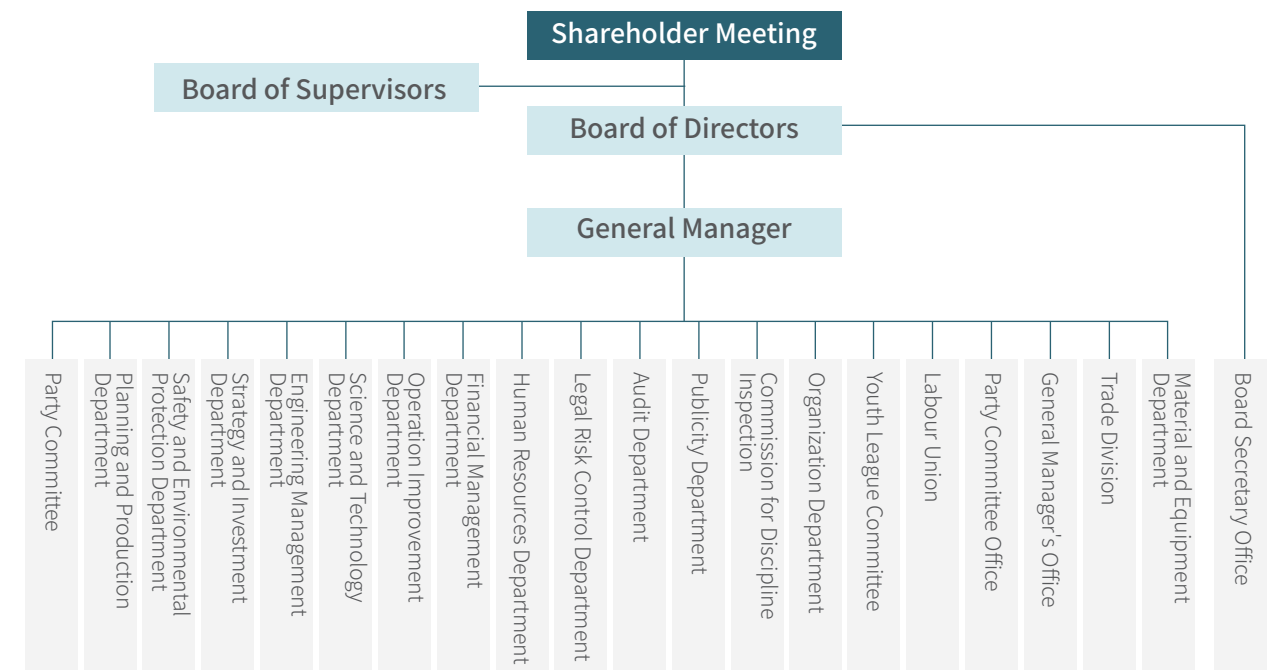 Shareholder Meeting
Board of Supervisors
Board of Directors
General Manager
Party Committee
Planning and Production
Department
Safety and Environmental
Protection Department
Strategy and Investment
Department
Engineering Management
Department
Science and Technology
Department
Operation Improvement
Department
Financial Management
Department
Human Resources Department
Legal Risk Control Department
Audit Department
Publicity Department
Commission for Discipline
Inspection
Organization Department
Youth League Committee
Labour Union
Party Committee Office
General Manager's Office
Trade Division
Material and Equipment
Department
Board Secretary Office